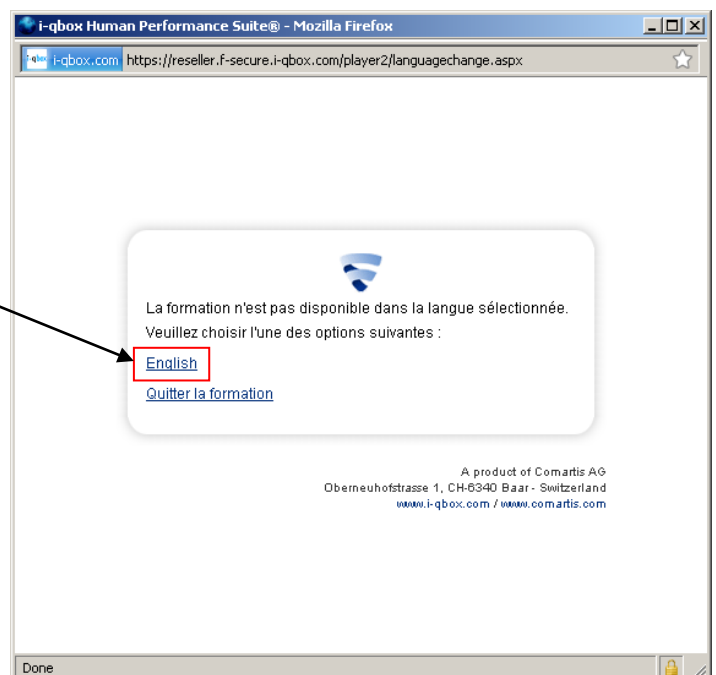 i-qbox Human Performance Suite® - Mozilla Firefox
i-qbox i-qbox.com https://reseller.f-secure.i-qbox.com/player2/languagechange.aspx
La formation n'est pas disponible dans la langue sélectionnée.
Veuillez choisir l'une des options suivantes :
English
Quitter la formation
A product of Comartis AG
Oberneuhofstrasse 1, CH-6340 Baar - Switzerland
www.i-qbox.com / www.comartis.com
Done